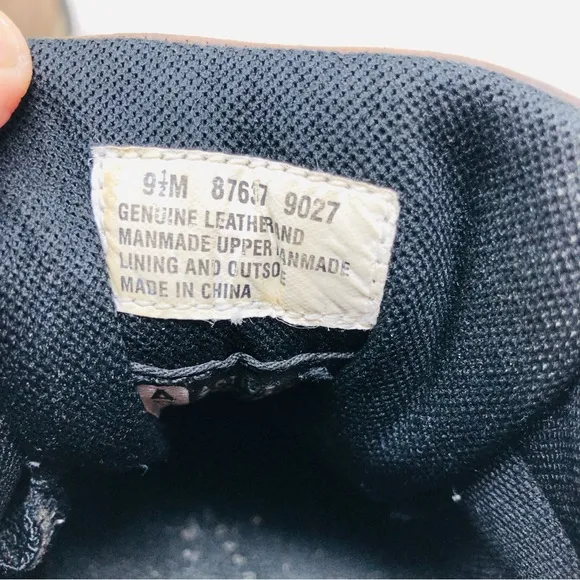 9½M 87637 9027
GENUINE LEATHER AND
MANMADE UPPER MANMADE
LINING AND OUTSOLE
MADE IN CHINA